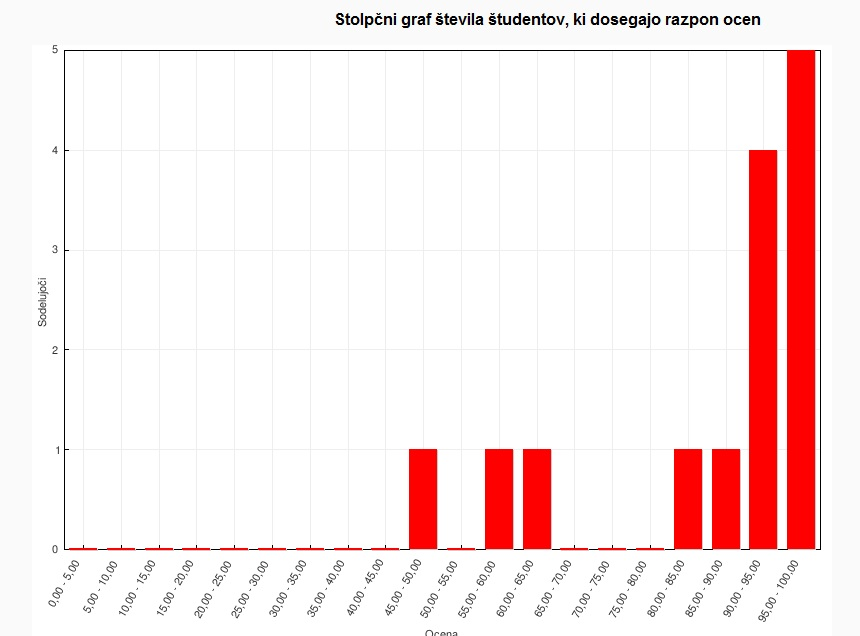 Stolpčni graf števila študentov, ki dosegajo razpon ocen
5
4
3
2
1
0
Sodelujoči
0,00 - 5,00
5,00 - 10,00
10,00 - 15,00
15,00 - 20,00
20,00 - 25,00
25,00 - 30,00
30,00 - 35,00
35,00 - 40,00
40,00 - 45,00
45,00 - 50,00
50,00 - 55,00
55,00 - 60,00
60,00 - 65,00
65,00 - 70,00
70,00 - 75,00
75,00 - 80,00
80,00 - 85,00
85,00 - 90,00
90,00 - 95,00
95,00 - 100,00
Ocena